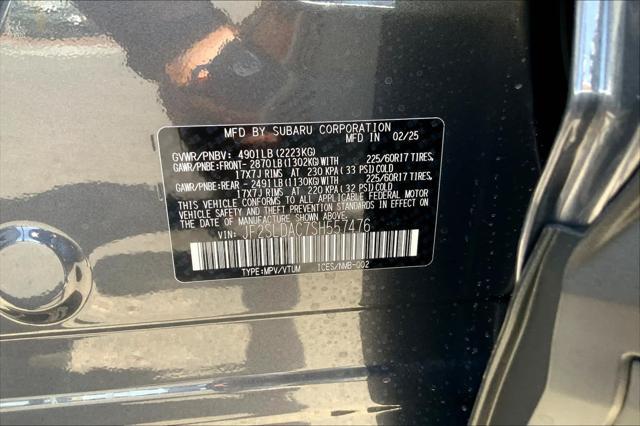 MFD BY SUBARU CORPORATION
MFD IN 02/25
GVWR/PNBV: 4901LB(2223KG)
GAWR/PNBE:FRONT-2870LB(1302KG)WITH 225/60R17 TIRES,
17X7J RIMS AT 230 KPA (33 PSI)COLD
GAWR/PNBE:REAR -2491LB(1130KG)WITH 225/60R17 TIRES,
17X7J RIMS AT 220 KPA (32 PSI)COLD
THIS VEHICLE CONFORMS TO ALL APPLICABLE FEDERAL MOTOR
VEHICLE SAFETY AND THEFT PREVENTION STANDARDS IN EFFECT
ON THE DATE OF MANUFACTURE SHOWN ABOVE.
VIN: JF2SLDAC7SH557476
TYPE:MPV/VTUM ICES/NMB-002